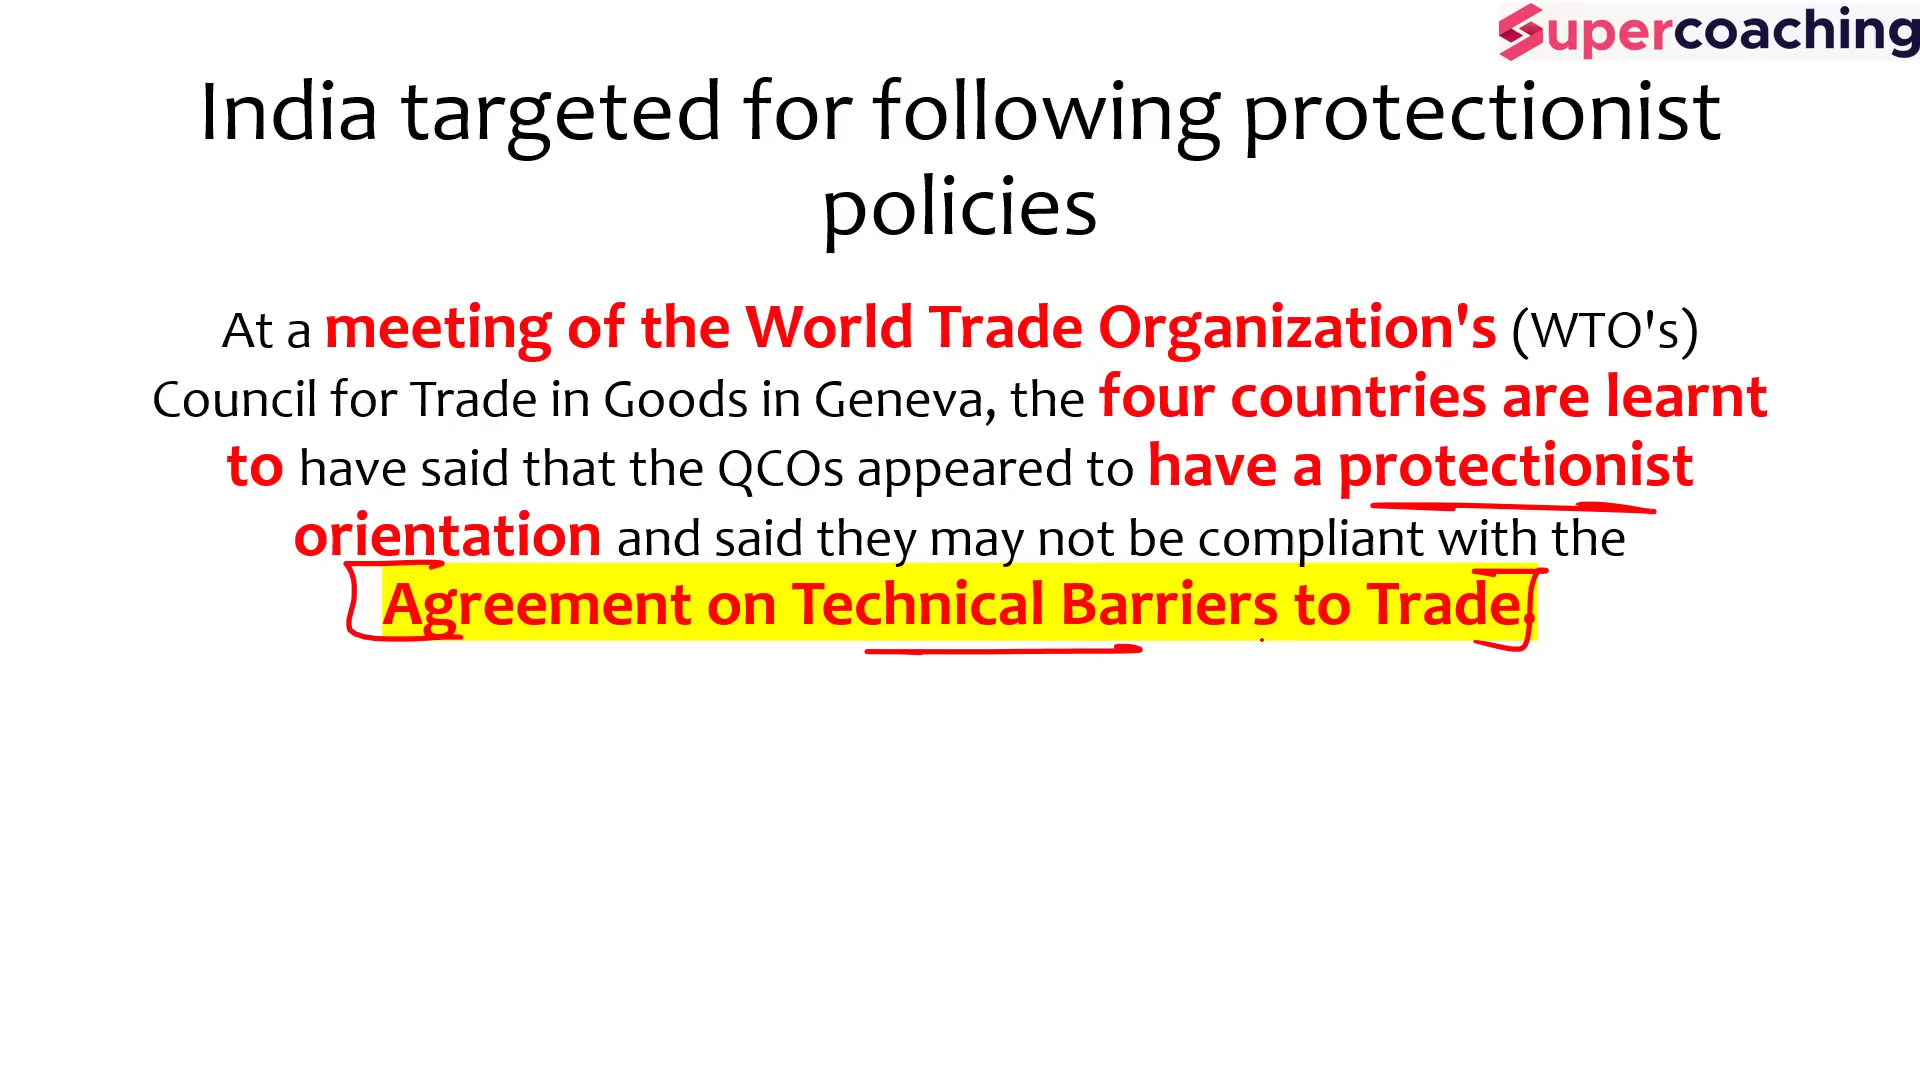 Supercoaching
India targeted for following protectionist
policies
At a meeting of the World Trade Organization's (WTO's)
Council for Trade in Goods in Geneva, the four countries are learnt
to have said that the QCOs appeared to have a protectionist
orientation and said they may not be compliant with the
Agreement on Technical Barriers to Trade.